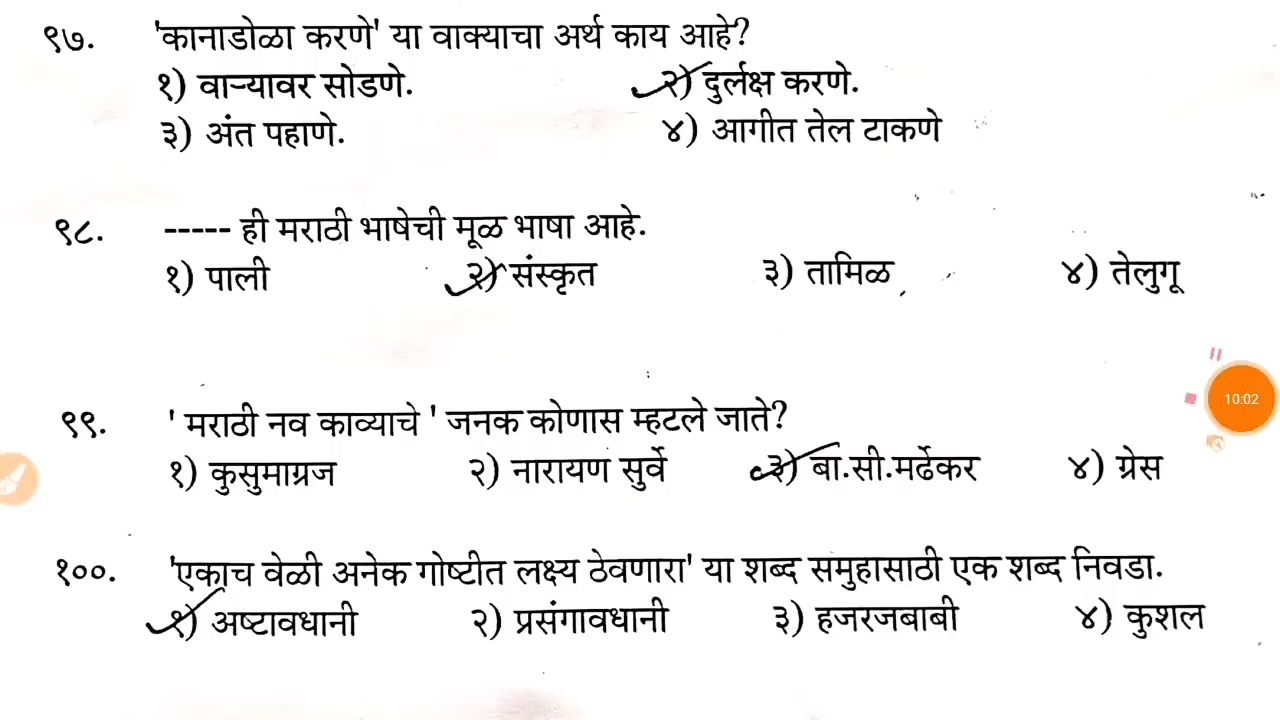 ९७. 'कानाडोळा करणे' या वाक्याचा अर्थ काय आहे?
१) वाऱ्यावर सोडणे. २) दुर्लक्ष करणे.
३) अंत पहाणे. ४) आगीत तेल टाकणे
९८. ----- ही मराठी भाषेची मूळ भाषा आहे.
१) पाली २) संस्कृत ३) तामिळ ४) तेलुगू
10:02
९९. ' मराठी नव काव्याचे ' जनक कोणास म्हटले जाते?
१) कुसुमाग्रज २) नारायण सुर्वे ३) बा.सी.मर्ढेकर ४) ग्रेस
१००. 'एकाच वेळी अनेक गोष्टीत लक्ष्य ठेवणारा' या शब्द समुहासाठी एक शब्द निवडा.
१) अष्टावधानी २) प्रसंगावधानी ३) हजरजबाबी ४) कुशल